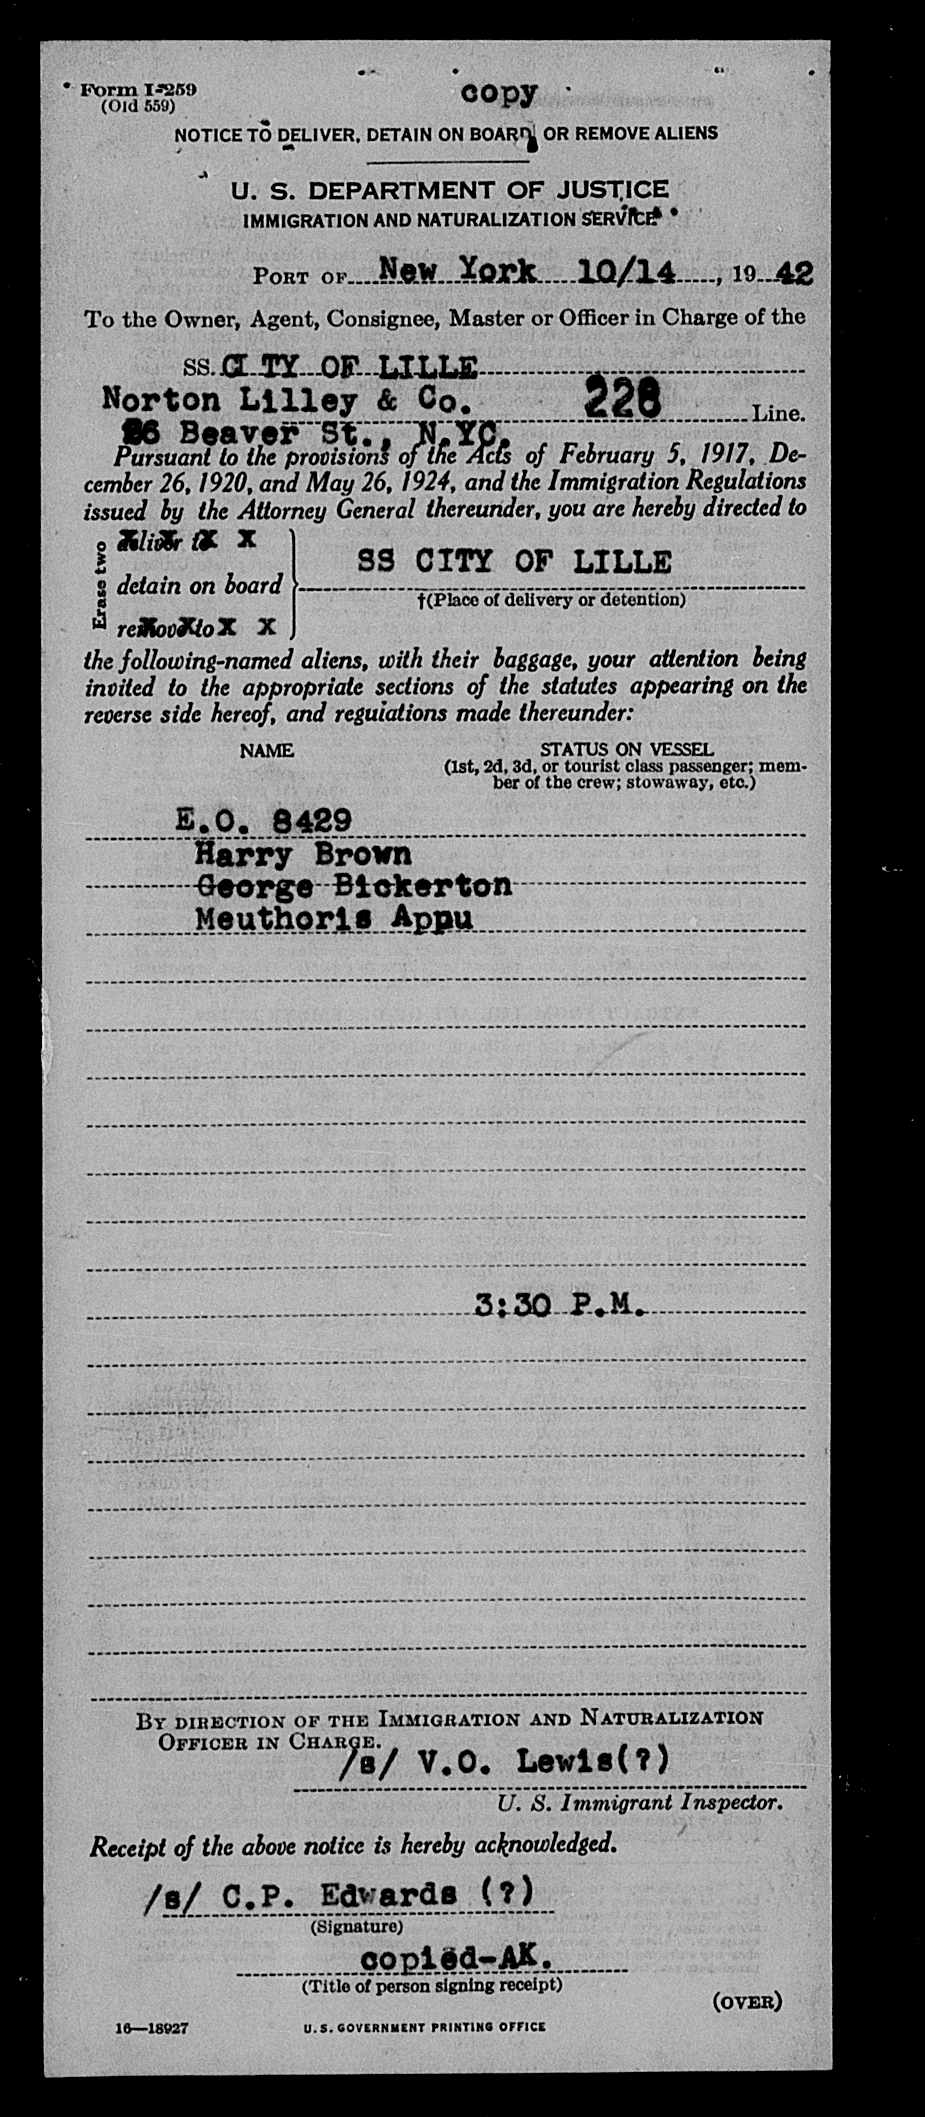 Form I-259
(Old 559)
copy
NOTICE TO DELIVER, DETAIN ON BOARD, OR REMOVE ALIENS
U. S. DEPARTMENT OF JUSTICE
IMMIGRATION AND NATURALIZATION SERVICE
PORT OF New York 10/14, 19 42
To the Owner, Agent, Consignee, Master or Officer in Charge of the
SS. CITY OF LILLE
Norton Lilley & Co. 228 Line.
26 Beaver St., N.YC.
Pursuant to the provisions of the Acts of February 5, 1917, De-
cember 26, 1920, and May 26, 1924, and the Immigration Regulations
issued by the Attorney General thereunder, you are hereby directed to
Erase two
deliver to X X
detain on board
remove to X X
SS CITY OF LILLE
†(Place of delivery or detention)
the following-named aliens, with their baggage, your attention being
invited to the appropriate sections of the statutes appearing on the
reverse side hereof, and regulations made thereunder:
NAME
STATUS ON VESSEL
(1st, 2d, 3d, or tourist class passenger; mem-
ber of the crew; stowaway, etc.)
E.O. 8429
Harry Brown
George Bickerton
Meuthoris Appu
3:30 P.M.
BY DIRECTION OF THE IMMIGRATION AND NATURALIZATION
OFFICER IN CHARGE.
/s/ V.O. Lewis(?)
U. S. Immigrant Inspector.
Receipt of the above notice is hereby acknowledged.
/s/ C.P. Edwards (?)
(Signature)
copied-AK.
(Title of person signing receipt)
(OVER)
16—18927
U. S. GOVERNMENT PRINTING OFFICE